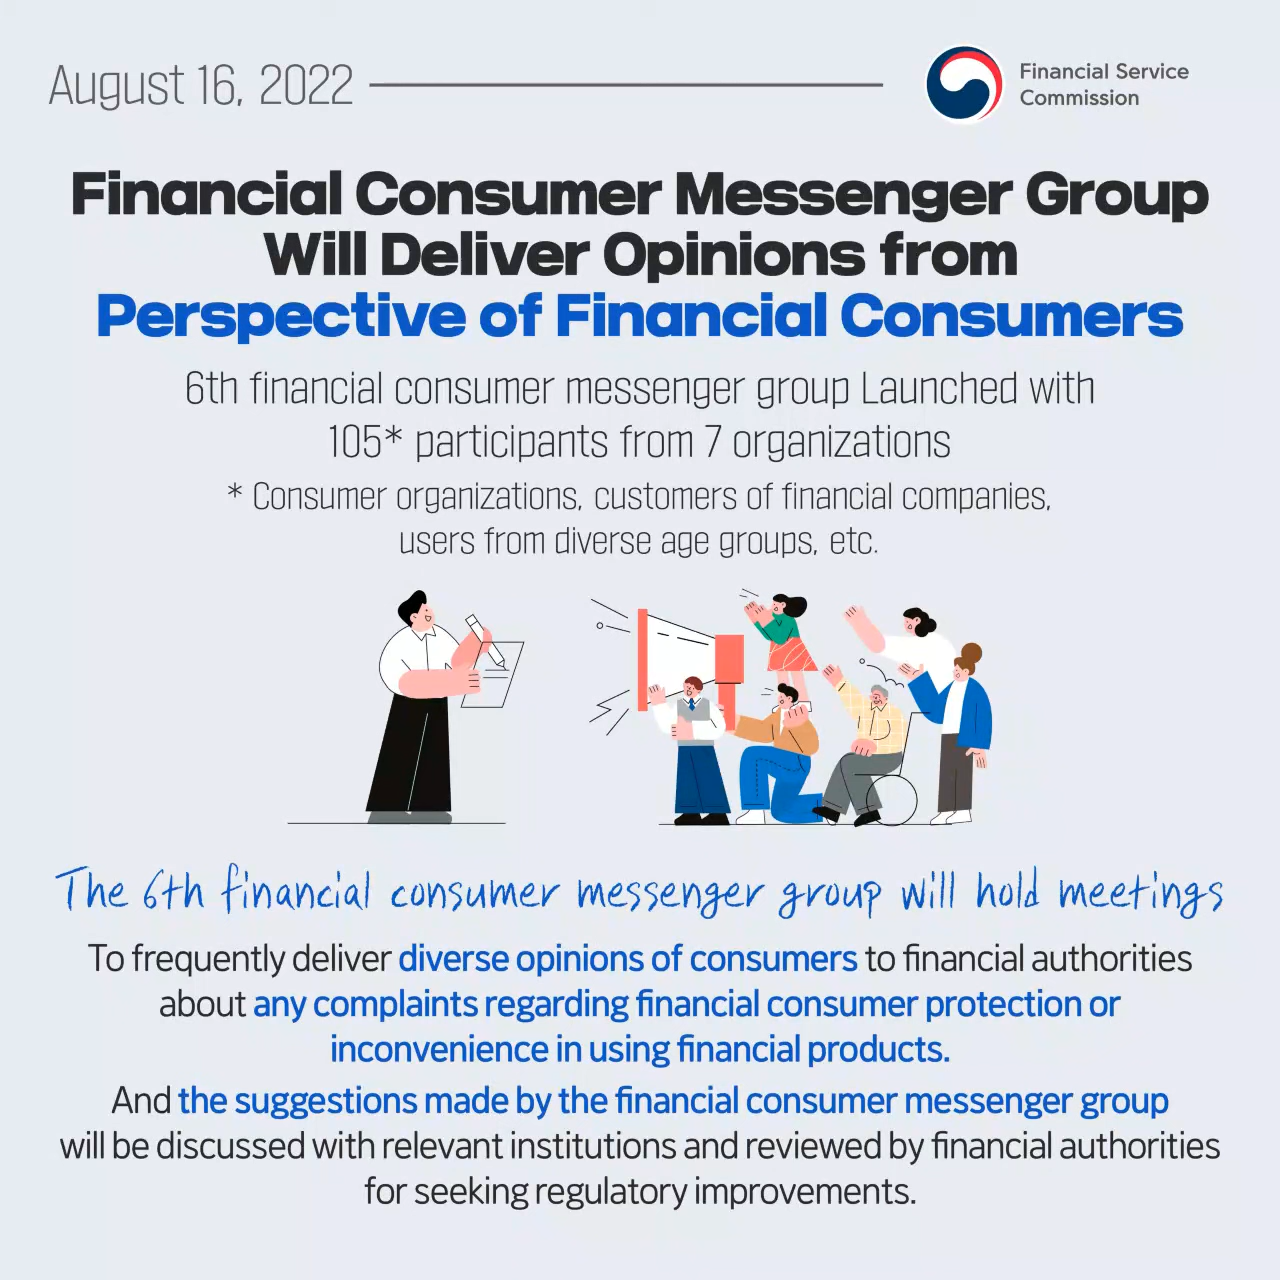 August 16, 2022
Financial Service
Commission
Financial Consumer Messenger Group
Will Deliver Opinions from
Perspective of Financial Consumers
6th financial consumer messenger group Launched with
105* participants from 7 organizations
* Consumer organizations, customers of financial companies,
users from diverse age groups, etc.
The 6th financial consumer messenger group will hold meetings
To frequently deliver diverse opinions of consumers to financial authorities
about any complaints regarding financial consumer protection or
inconvenience in using financial products.
And the suggestions made by the financial consumer messenger group
will be discussed with relevant institutions and reviewed by financial authorities
for seeking regulatory improvements.